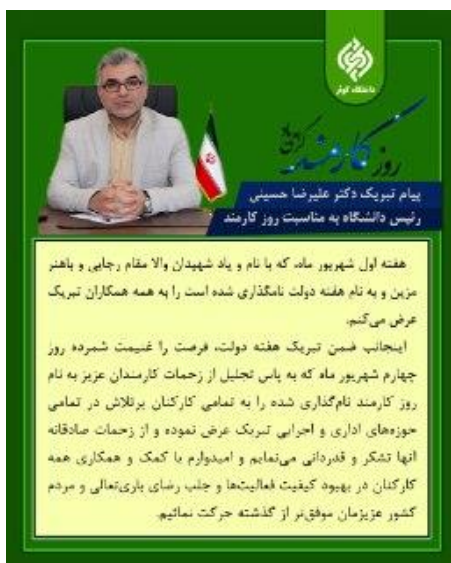 دانشگاه کوثر
روز کارمند گرامی باد
پیام تبریک دکتر علیرضا حسینی
رئیس دانشگاه به مناسبت روز کارمند
هفته اول شهریور ماه، که با نام و یاد شهیدان والا مقام رجایی و باهنر
مزین و به نام هفته دولت نامگذاری شده است را به همه همکاران تبریک
عرض می‌کنم.
اینجانب ضمن تبریک هفته دولت، فرصت را غنیمت شمرده روز
چهارم شهریور ماه که به پاس تجلیل از زحمات کارمندان عزیز به نام
روز کارمند نام‌گذاری شده را به تمامی کارکنان پرتلاش در تمامی
حوزه‌های اداری و اجرایی تبریک عرض نموده و از زحمات صادقانه
آنها تشکر و قدردانی می‌نمایم و امیدوارم با کمک و همکاری همه
کارکنان در بهبود کیفیت فعالیت‌ها و جلب رضای باری‌تعالی و مردم
کشور عزیزمان موفق‌تر از گذشته حرکت نمائیم.